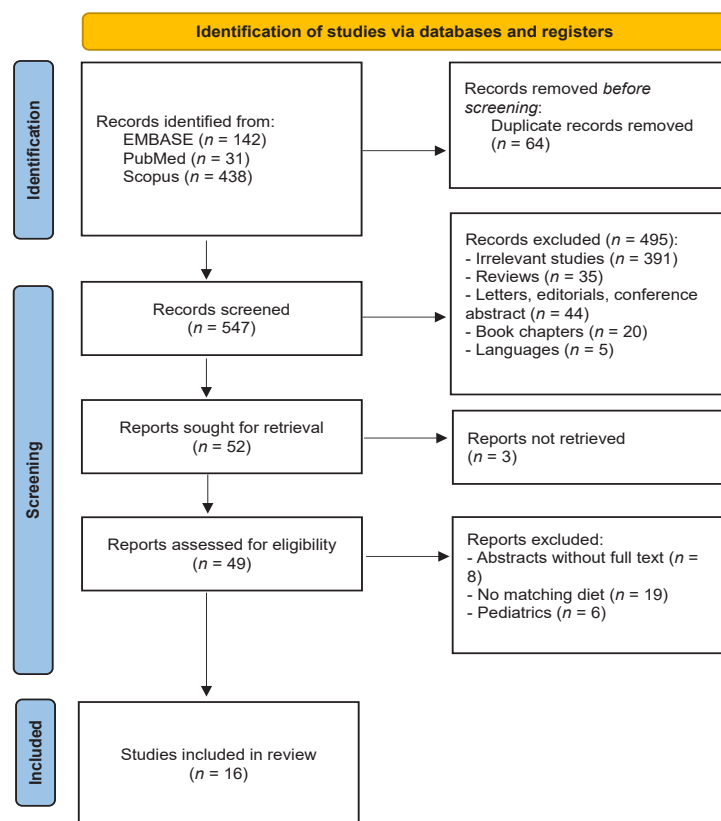 Identification of studies via databases and registers
Identification
Records identified from:
EMBASE (n = 142)
PubMed (n = 31)
Scopus (n = 438)
Records removed before
screening:
Duplicate records removed
(n = 64)
Screening
Records screened
(n = 547)
Records excluded (n = 495):
- Irrelevant studies (n = 391)
- Reviews (n = 35)
- Letters, editorials, conference
abstract (n = 44)
- Book chapters (n = 20)
- Languages (n = 5)
Reports sought for retrieval
(n = 52)
Reports not retrieved
(n = 3)
Reports assessed for eligibility
(n = 49)
Reports excluded:
- Abstracts without full text (n =
8)
- No matching diet (n = 19)
- Pediatrics (n = 6)
Included
Studies included in review
(n = 16)